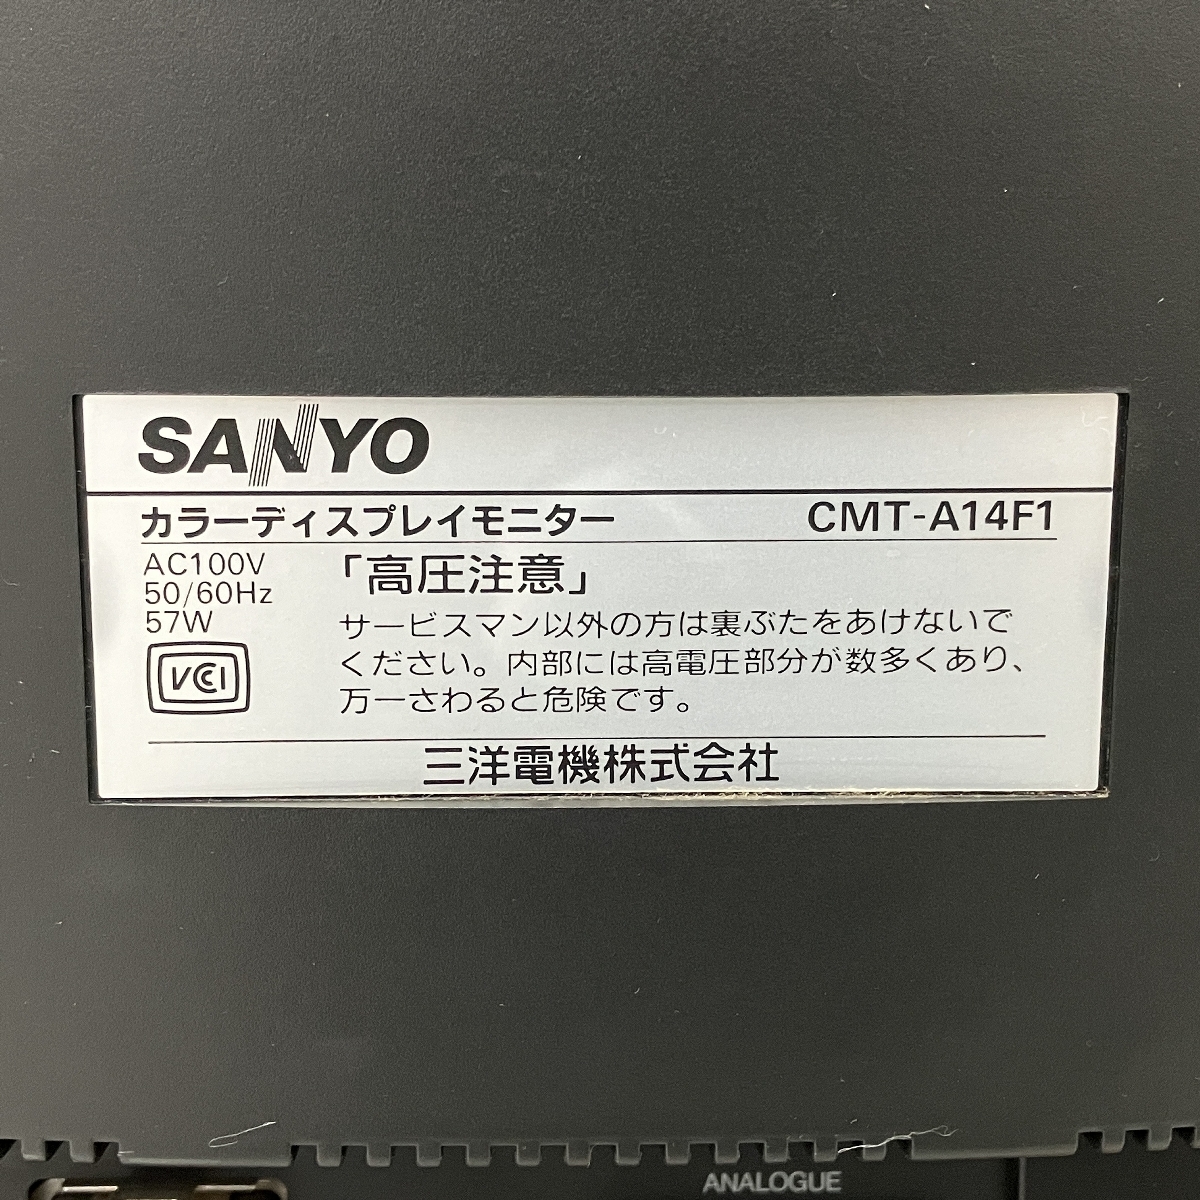 SANYO
カラーディスプレイモニター CMT-A14F1
AC100V
50/60Hz
57W
VCCI
「高圧注意」
サービスマン以外の方は裏ぶたをあけないで
ください。内部には高電圧部分が数多くあり、
万一さわると危険です。
三洋電機株式会社
ANALOGUE